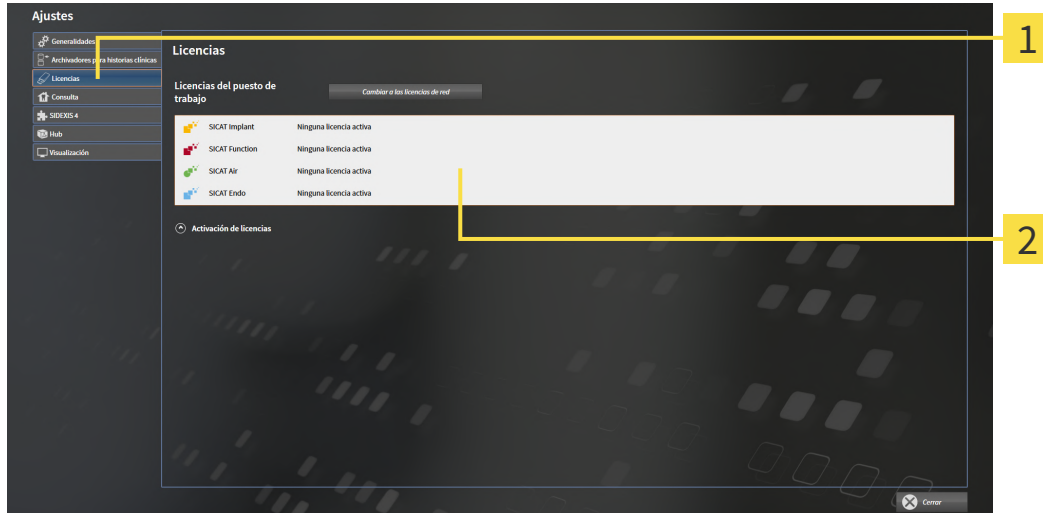 Ajustes
Generalidades
Archivadores para historias clínicas
Licencias
Consulta
SIDEXIS 4
Hub
Visualización
Licencias
Licencias del puesto de
trabajo
Cambiar a las licencias de red
SICAT Implant Ninguna licencia activa
SICAT Function Ninguna licencia activa
SICAT Air Ninguna licencia activa
SICAT Endo Ninguna licencia activa
Activación de licencias
Cerrar
1
2